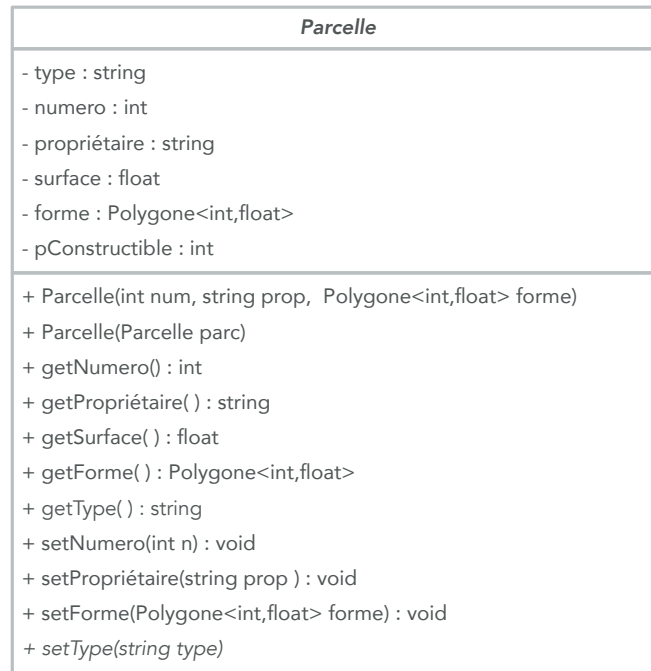 Parcelle
- type : string
- numero : int
- propriétaire : string
- surface : float
- forme : Polygone<int,float>
- pConstructible : int
+ Parcelle(int num, string prop,  Polygone<int,float> forme)
+ Parcelle(Parcelle parc)
+ getNumero() : int
+ getPropriétaire( ) : string
+ getSurface( ) : float
+ getForme( ) : Polygone<int,float>
+ getType( ) : string
+ setNumero(int n) : void
+ setPropriétaire(string prop ) : void
+ setForme(Polygone<int,float> forme) : void
+ setType(string type)